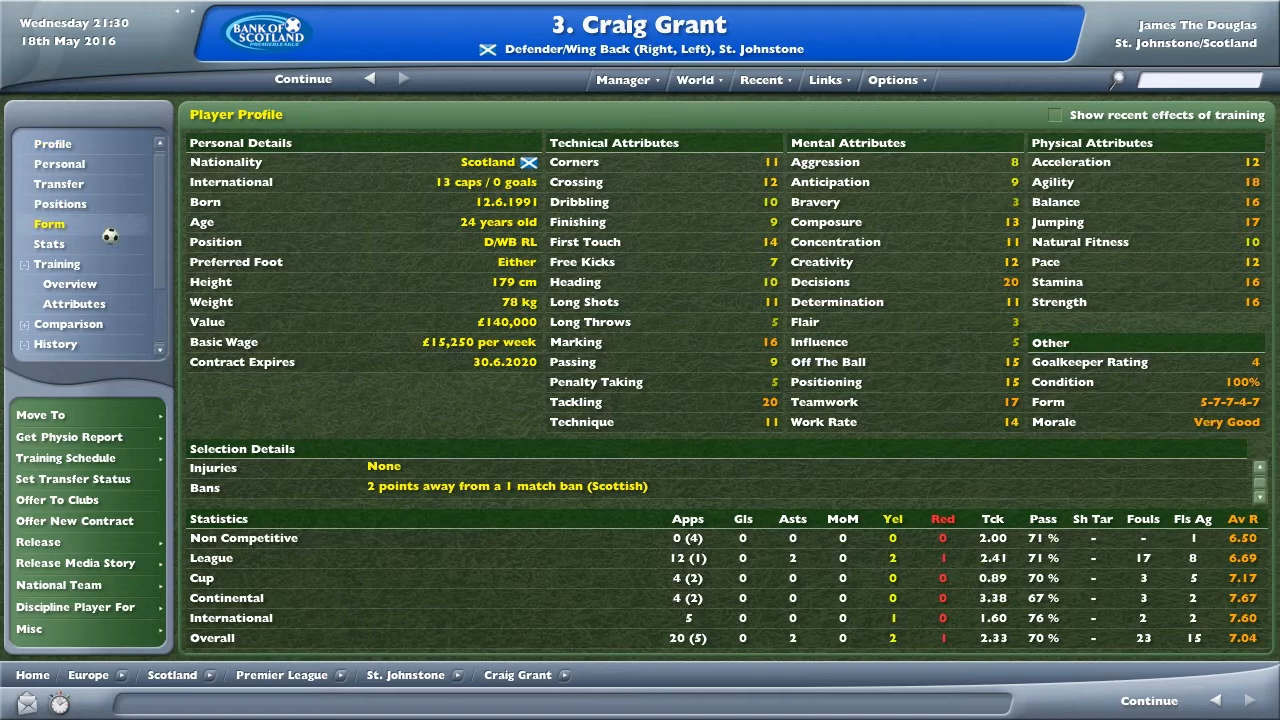 Wednesday 21:30
18th May 2016
BANK OF SCOTLAND
PREMIERLEAGUE
3. Craig Grant
Defender/Wing Back (Right, Left), St. Johnstone
James The Douglas
St. Johnstone/Scotland
Continue
Manager World Recent Links Options
Player Profile
Show recent effects of training
Profile
Personal
Transfer
Positions
Form
Stats
Training
Overview
Attributes
Comparison
History
Move To
Get Physio Report
Training Schedule
Set Transfer Status
Offer To Clubs
Offer New Contract
Release
Release Media Story
National Team
Discipline Player For
Misc
Personal Details
Nationality Scotland
International 13 caps / 0 goals
Born 12.6.1991
Age 24 years old
Position D/WB RL
Preferred Foot Either
Height 179 cm
Weight 78 kg
Value £140,000
Basic Wage £15,250 per week
Contract Expires 30.6.2020
Technical Attributes
Corners 11
Crossing 12
Dribbling 10
Finishing 9
First Touch 14
Free Kicks 7
Heading 10
Long Shots 11
Long Throws 5
Marking 16
Passing 9
Penalty Taking 5
Tackling 20
Technique 11
Mental Attributes
Aggression 8
Anticipation 9
Bravery 3
Composure 13
Concentration 11
Creativity 12
Decisions 20
Determination 11
Flair 3
Influence 5
Off The Ball 15
Positioning 15
Teamwork 17
Work Rate 14
Physical Attributes
Acceleration 12
Agility 18
Balance 16
Jumping 17
Natural Fitness 10
Pace 12
Stamina 16
Strength 16
Other
Goalkeeper Rating 4
Condition 100%
Form 5-7-7-4-7
Morale Very Good
Selection Details
Injuries None
Bans 2 points away from a 1 match ban (Scottish)
Statistics Apps Gls Asts MoM Yel Red Tck Pass Sh Tar Fouls Fls Ag Av R
Non Competitive 0 (4) 0 0 0 0 0 2.00 71 % - - 1 6.50
League 12 (1) 0 2 0 2 1 2.41 71 % - 17 8 6.69
Cup 4 (2) 0 0 0 0 0 0.89 70 % - 3 5 7.17
Continental 4 (2) 0 0 0 0 0 3.38 67 % - 3 2 7.67
International 5 0 0 0 1 0 1.60 76 % - 2 2 7.60
Overall 20 (5) 0 2 0 2 1 2.33 70 % - 23 15 7.04
Home Europe Scotland Premier League St. Johnstone Craig Grant
Continue